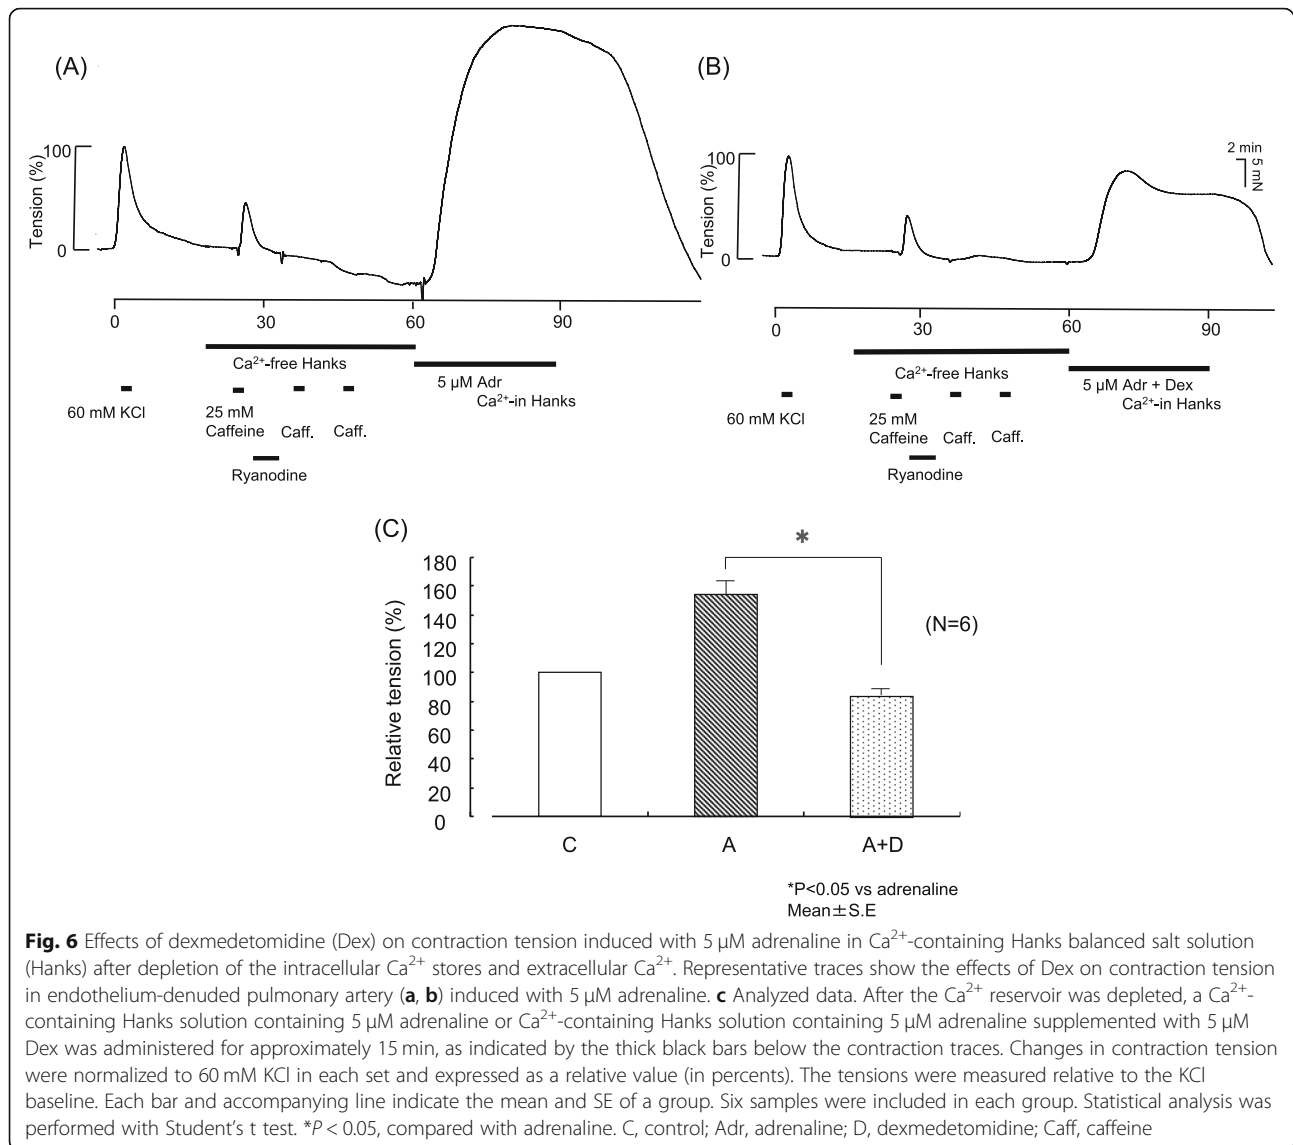 (A)
Tension (%)
100
0
0 30 60 90
Ca²⁺-free Hanks
5 µM Adr
Ca²⁺-in Hanks
60 mM KCl
25 mM
Caffeine Caff. Caff.
Ryanodine
(B)
2 min
5 mN
Tension (%)
100
0
0 30 60 90
Ca²⁺-free Hanks
5 µM Adr + Dex
Ca²⁺-in Hanks
60 mM KCl
25 mM
Caffeine Caff. Caff.
Ryanodine
(C)
Relative tension (%)
180
160
140
120
100
80
60
40
20
0
*
(N=6)
C A A+D
*P<0.05 vs adrenaline
Mean±S.E
Fig. 6 Effects of dexmedetomidine (Dex) on contraction tension induced with 5 µM adrenaline in Ca²⁺-containing Hanks balanced salt solution
(Hanks) after depletion of the intracellular Ca²⁺ stores and extracellular Ca²⁺. Representative traces show the effects of Dex on contraction tension
in endothelium-denuded pulmonary artery (a, b) induced with 5 µM adrenaline. c Analyzed data. After the Ca²⁺ reservoir was depleted, a Ca²⁺-
containing Hanks solution containing 5 µM adrenaline or Ca²⁺-containing Hanks solution containing 5 µM adrenaline supplemented with 5 µM
Dex was administered for approximately 15 min, as indicated by the thick black bars below the contraction traces. Changes in contraction tension
were normalized to 60 mM KCl in each set and expressed as a relative value (in percents). The tensions were measured relative to the KCl
baseline. Each bar and accompanying line indicate the mean and SE of a group. Six samples were included in each group. Statistical analysis was
performed with Student's t test. *P < 0.05, compared with adrenaline. C, control; Adr, adrenaline; D, dexmedetomidine; Caff, caffeine